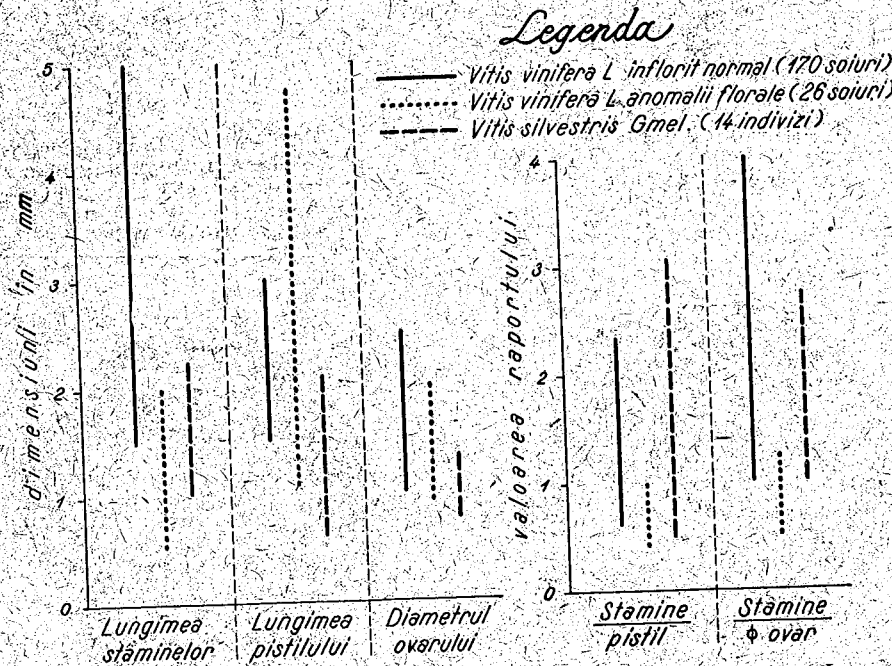 Legenda
Vitis vinifera L inflorit normal (170 soiuri)
Vitis vinifera L anomalii florale (26 soiuri)
Vitis silvestris Gmel. (14 indivizi)
dimensiuni în mm
5
4
3
2
1
0
Lungimea
stâminelor
Lungimea
pistilului
Diametrul
ovarului
valoarea raportului
4
3
2
1
0
Stamine
pistil
Stamine
ϕ ovar